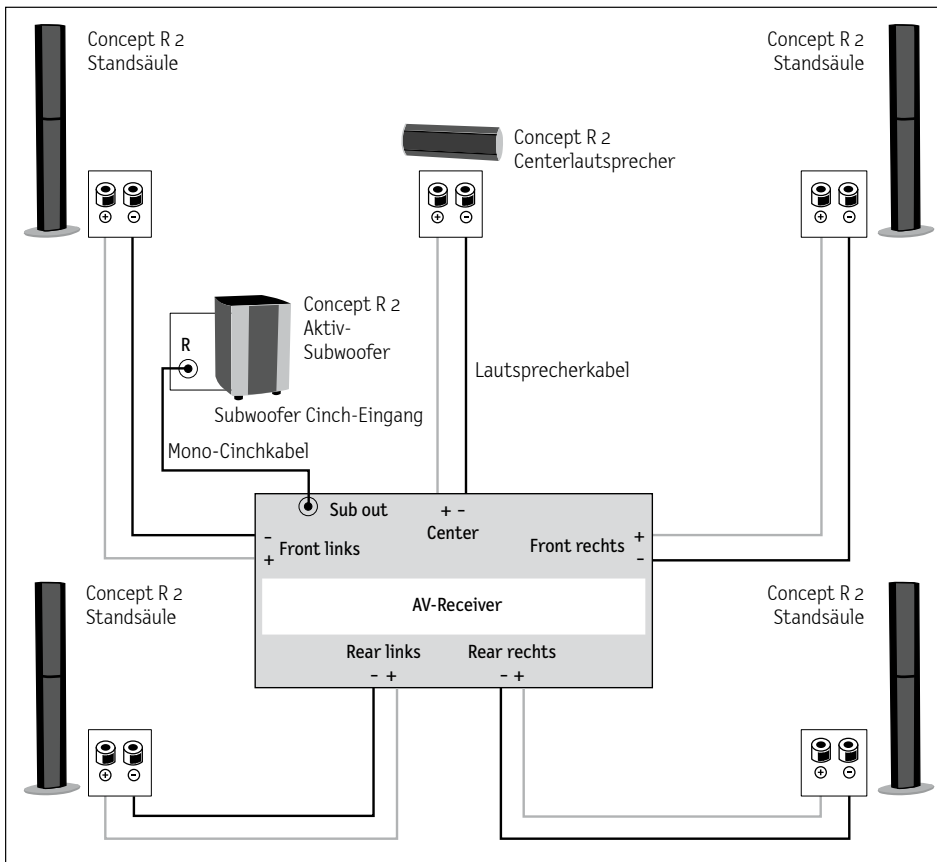 Concept R 2
Standsäule
Concept R 2
Standsäule
Concept R 2
Centerlautsprecher
+ -
+ -
+ -
Concept R 2
Aktiv-
Subwoofer
R
Lautsprecherkabel
Subwoofer Cinch-Eingang
Mono-Cinchkabel
Sub out
+ -
Center
-
Front links
+
Front rechts
+
-
Concept R 2
Standsäule
AV-Receiver
Concept R 2
Standsäule
Rear links
- +
Rear rechts
- +
+ -
+ -